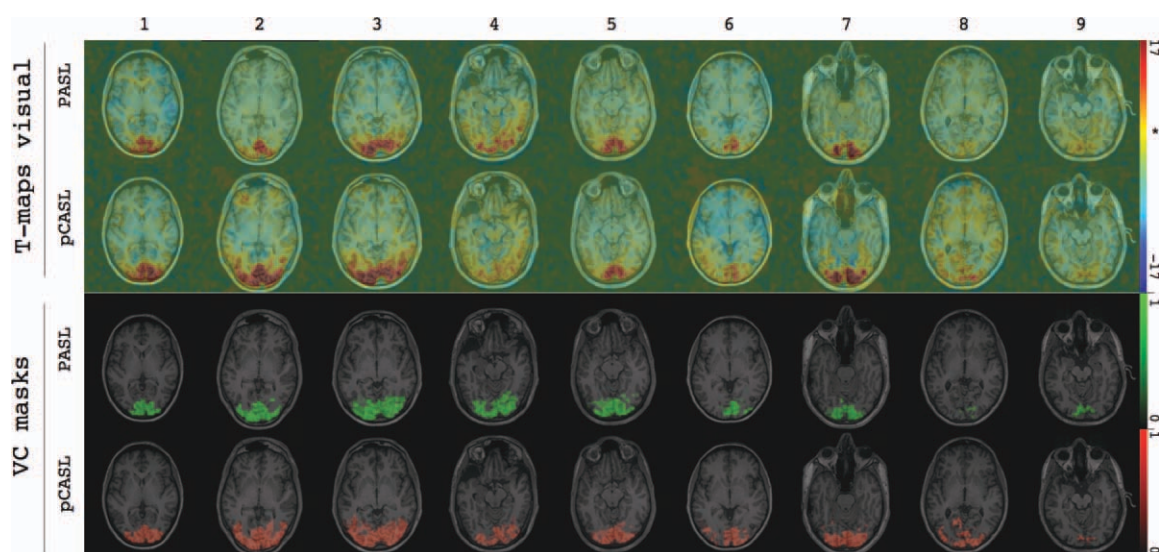 1 2 3 4 5 6 7 8 9
T-maps visual
PASL
pCASL
17
*
-17
VC masks
PASL
pCASL
1
0
1
0